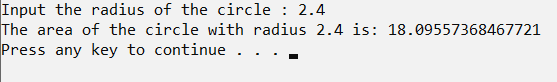 Input the radius of the circle : 2.4
The area of the circle with radius 2.4 is: 18.09557368467721
Press any key to continue . . .